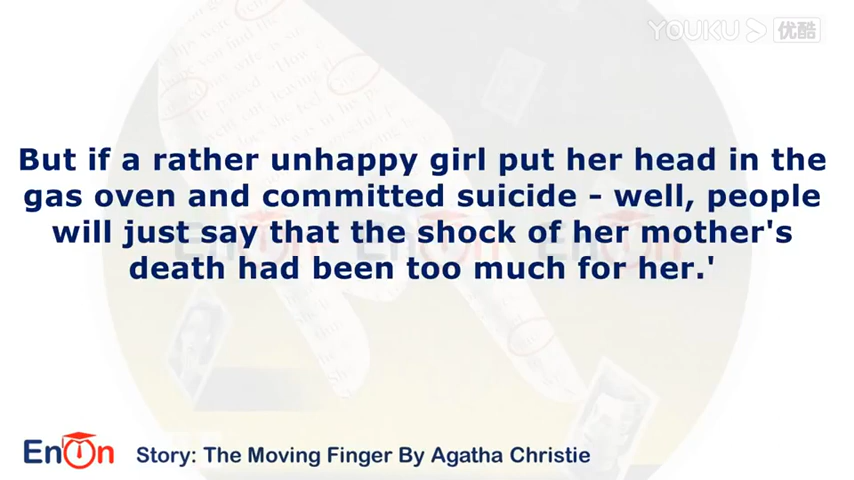 YOUKU 优酷
But if a rather unhappy girl put her head in the
gas oven and committed suicide - well, people
will just say that the shock of her mother's
death had been too much for her.'
EnOn
Story: The Moving Finger By Agatha Christie